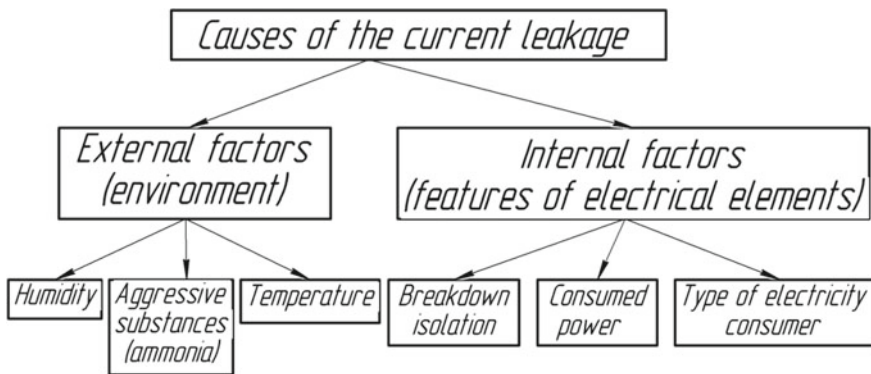 Causes of the current leakage
External factors
(environment)
Internal factors
(features of electrical elements)
Humidity
Aggressive
substances
(ammonia)
Temperature
Breakdown
isolation
Consumed
power
Type of electricity
consumer